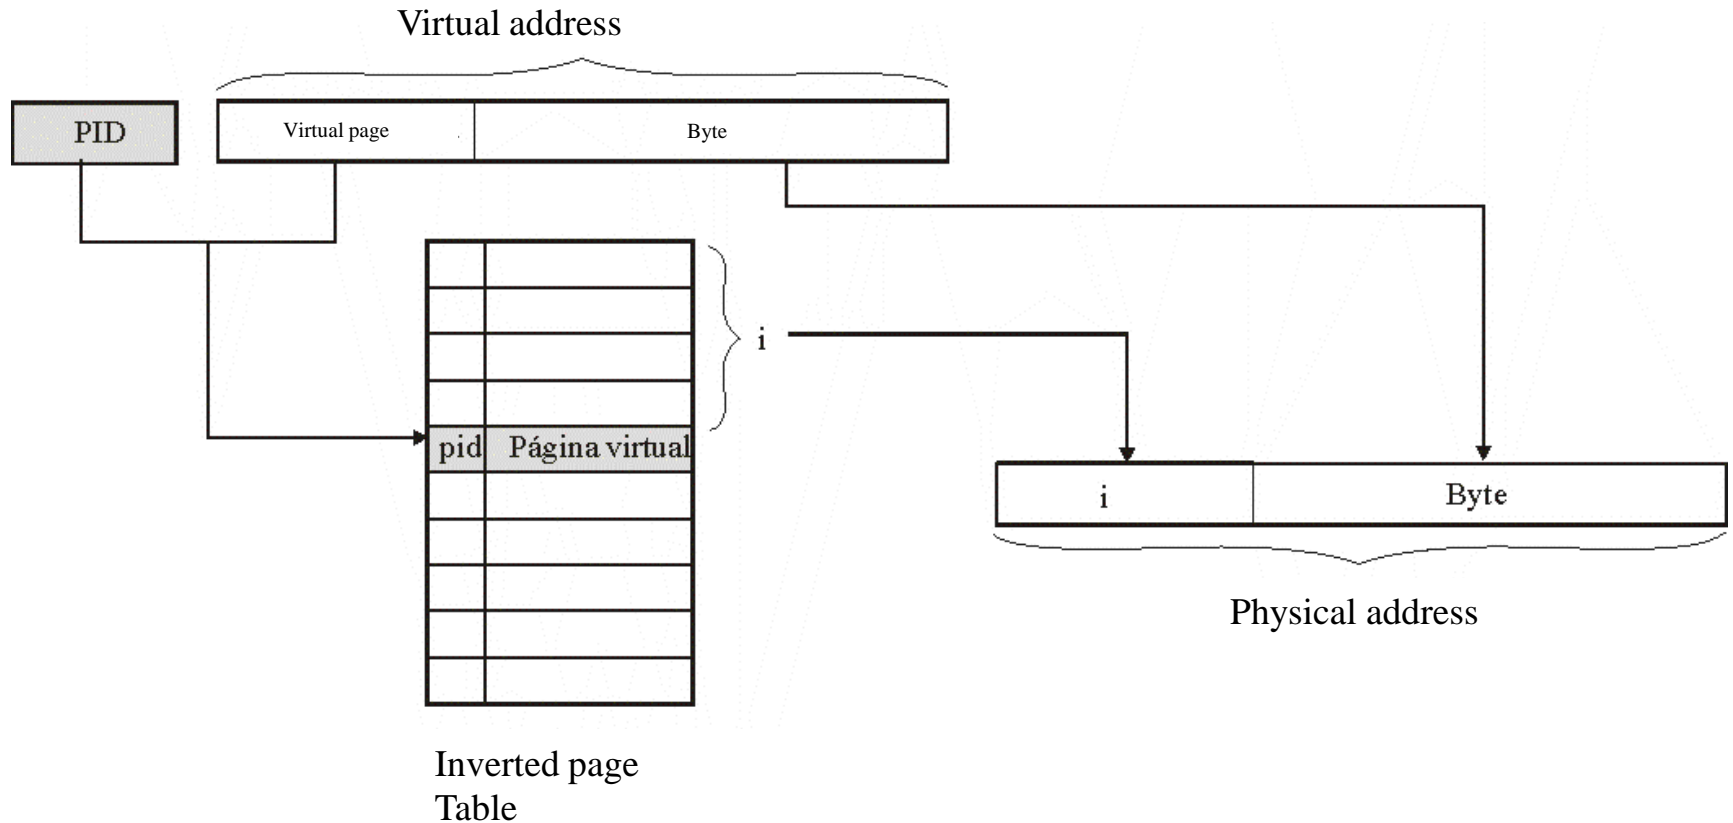 Virtual address
PID
Virtual page
Byte
i
pid
Página virtual
i
Byte
Physical address
Inverted page
Table